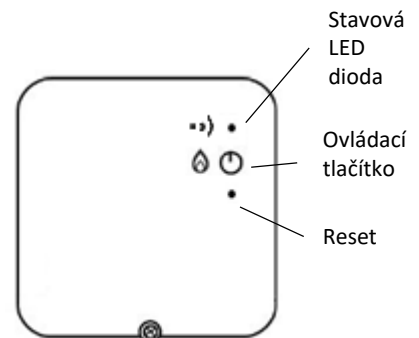 Stavová
LED
dioda
Ovládací
tlačítko
Reset